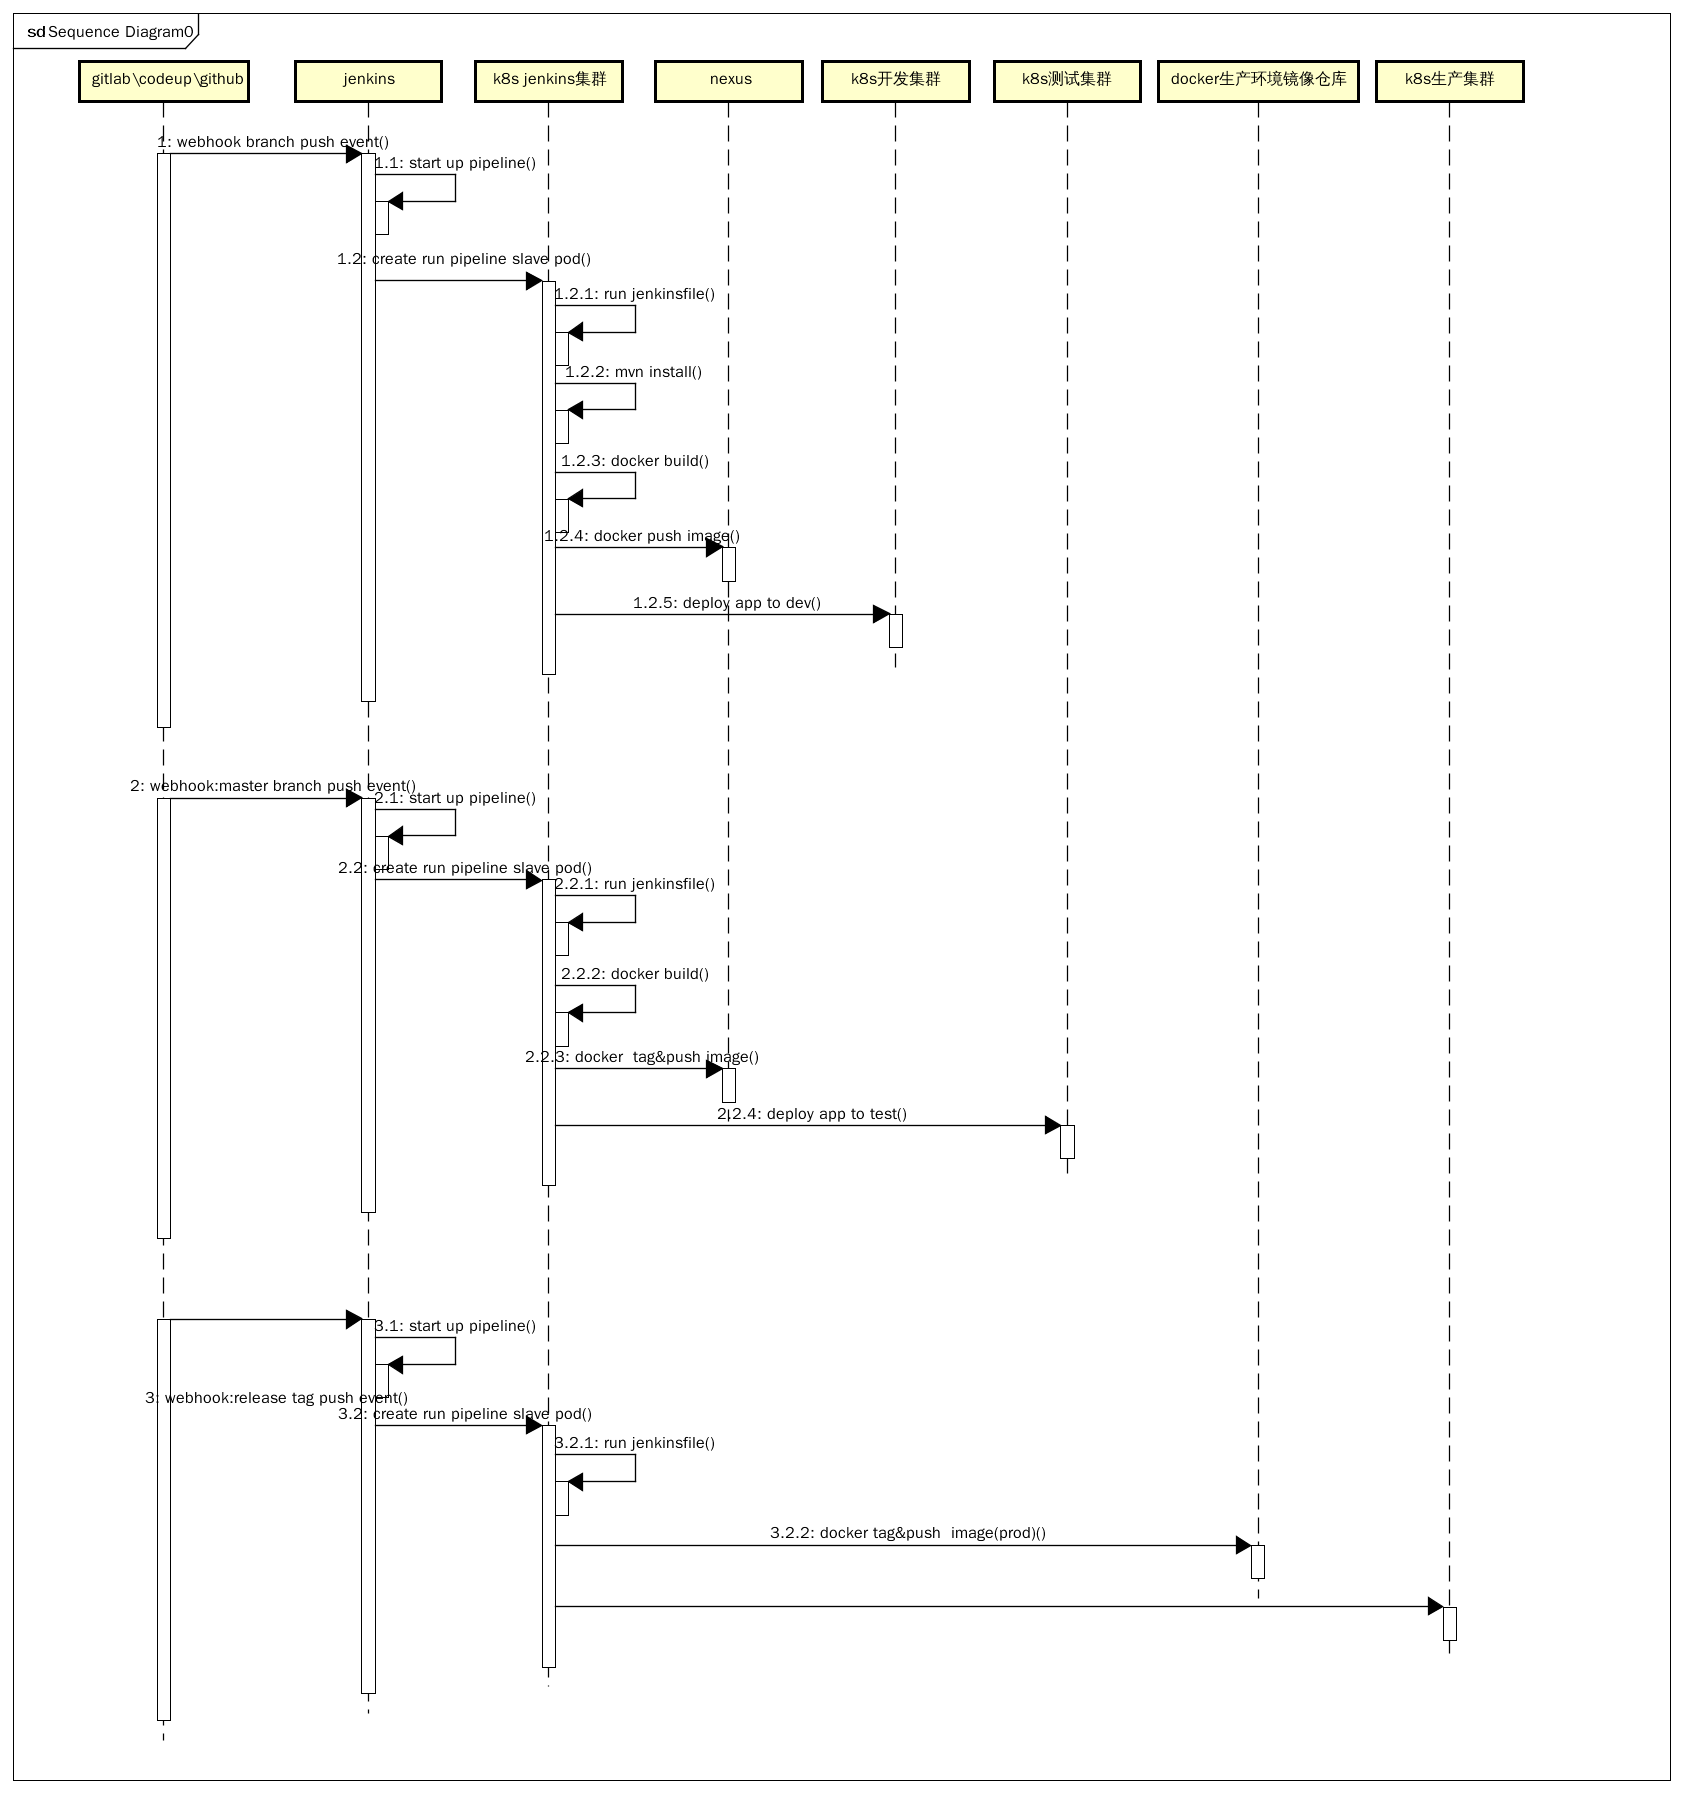 sd Sequence Diagram0
gitlab\codeup\github
jenkins
k8s jenkins集群
nexus
k8s开发集群
k8s测试集群
docker生产环境镜像仓库
k8s生产集群
1: webhook branch push event()
1.1: start up pipeline()
1.2: create run pipeline slave pod()
1.2.1: run jenkinsfile()
1.2.2: mvn install()
1.2.3: docker build()
1.2.4: docker push image()
1.2.5: deploy app to dev()
2: webhook:master branch push event()
2.1: start up pipeline()
2.2: create run pipeline slave pod()
2.2.1: run jenkinsfile()
2.2.2: docker build()
2.2.3: docker  tag&push image()
2.2.4: deploy app to test()
3.1: start up pipeline()
3: webhook:release tag push event()
3.2: create run pipeline slave pod()
3.2.1: run jenkinsfile()
3.2.2: docker tag&push  image(prod)()